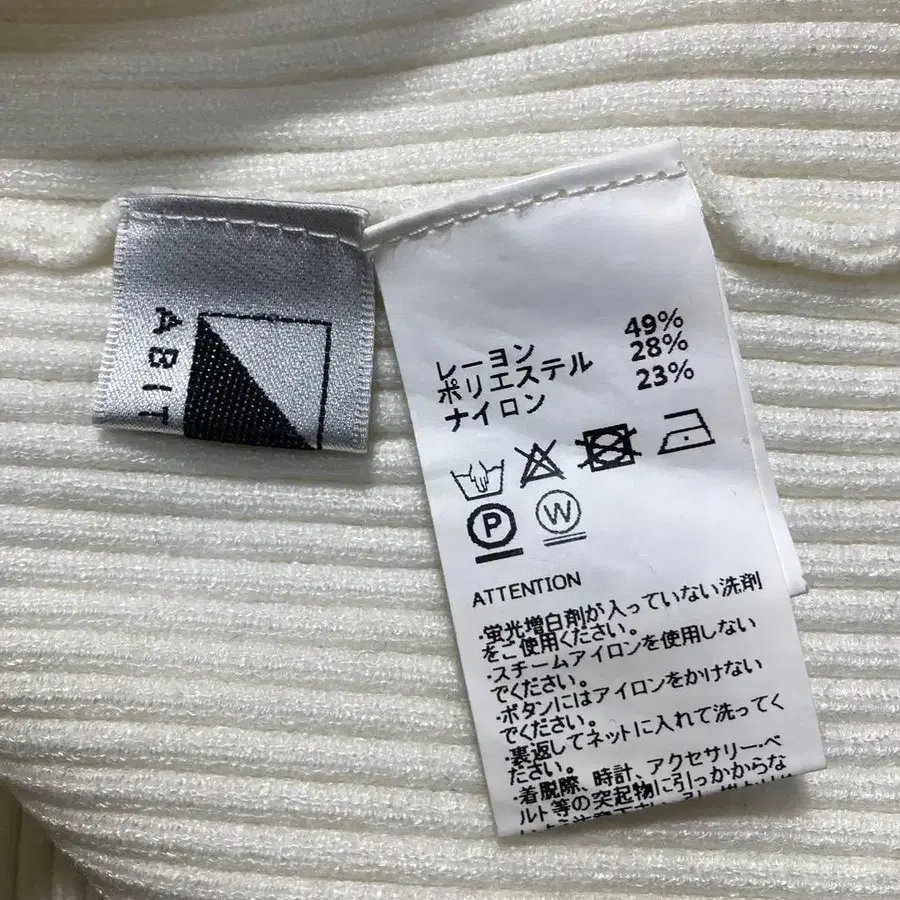 ABIT
レーヨン 49%
ポリエステル 28%
ナイロン 23%
P W
ATTENTION
・蛍光増白剤が入っていない洗剤
をご使用ください。
・スチームアイロンを使用しない
でください。
・ボタンにはアイロンをかけない
でください。
・裏返してネットに入れて洗ってく
ださい。
・着脱際、時計、アクセサリー・ベ
ルト等の突起物に引っかからな